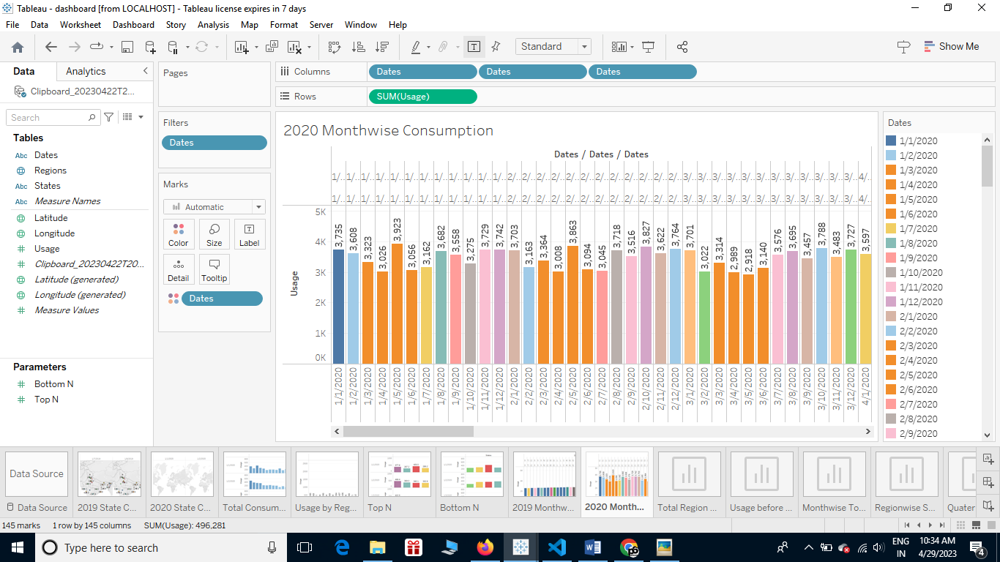 Tableau - dashboard [from LOCALHOST] - Tableau license expires in 7 days
File Data Worksheet Dashboard Story Analysis Map Format Server Window Help
Standard
Show Me
Data Analytics
Clipboard_20230422T2...
Search
Tables
Abc Dates
Regions
Abc States
Abc Measure Names
Latitude
Longitude
# Usage
# Clipboard_20230422T20...
Latitude (generated)
Longitude (generated)
# Measure Values
Parameters
# Bottom N
# Top N
Pages
Filters
Dates
Marks
Automatic
Color Size Label
Detail Tooltip
Dates
Columns Dates Dates Dates
Rows SUM(Usage)
2020 Monthwise Consumption
Dates / Dates / Dates
1/.. 1/.. 1/.. 1/.. 1/.. 1/.. 1/.. 1/.. 1/.. 1/.. 1/.. 1/.. 2/.. 2/.. 2/.. 2/.. 2/.. 2/.. 2/.. 2/.. 2/.. 2/.. 2/.. 2/.. 3/.. 3/.. 3/.. 3/.. 3/.. 3/.. 3/.. 3/.. 3/.. 3/.. 3/.. 3/.. 4/..
1/.. 1/.. 1/.. 1/.. 1/.. 1/.. 1/.. 1/.. 1/.. 1/.. 1/.. 1/.. 2/.. 2/.. 2/.. 2/.. 2/.. 2/.. 2/.. 2/.. 2/.. 2/.. 2/.. 2/.. 3/.. 3/.. 3/.. 3/.. 3/.. 3/.. 3/.. 3/.. 3/.. 3/.. 3/.. 3/.. 4/..
5K
4K
3K
2K
1K
0K
Usage
3,735 3,608 3,323 3,026 3,923 3,056 3,162 3,682 3,558 3,275 3,729 3,742 3,703 3,163 3,364 3,008 3,863 3,094 3,045 3,718 3,516 3,827 3,622 3,764 3,701 3,022 3,314 2,989 2,918 3,140 3,576 3,695 3,457 3,788 3,483 3,727 3,597
1/1/2020 1/2/2020 1/3/2020 1/4/2020 1/5/2020 1/6/2020 1/7/2020 1/8/2020 1/9/2020 1/10/2020 1/11/2020 1/12/2020 2/1/2020 2/2/2020 2/3/2020 2/4/2020 2/5/2020 2/6/2020 2/7/2020 2/8/2020 2/9/2020 2/10/2020 2/11/2020 2/12/2020 3/1/2020 3/2/2020 3/3/2020 3/4/2020 3/5/2020 3/6/2020 3/7/2020 3/8/2020 3/9/2020 3/10/2020 3/11/2020 3/12/2020 4/1/2020
Dates
1/1/2020
1/2/2020
1/3/2020
1/4/2020
1/5/2020
1/6/2020
1/7/2020
1/8/2020
1/9/2020
1/10/2020
1/11/2020
1/12/2020
2/1/2020
2/2/2020
2/3/2020
2/4/2020
2/5/2020
2/6/2020
2/7/2020
2/8/2020
2/9/2020
Data Source
Data Source 2019 State C... 2020 State C... Total Consum... Usage by Reg... Top N Bottom N 2019 Monthw... 2020 Month... Total Region ... Usage before ... Monthwise To... Regionwise S... Quater
145 marks 1 row by 145 columns SUM(Usage): 496,281
Type here to search
ENG
IN
10:34 AM
4/29/2023
4